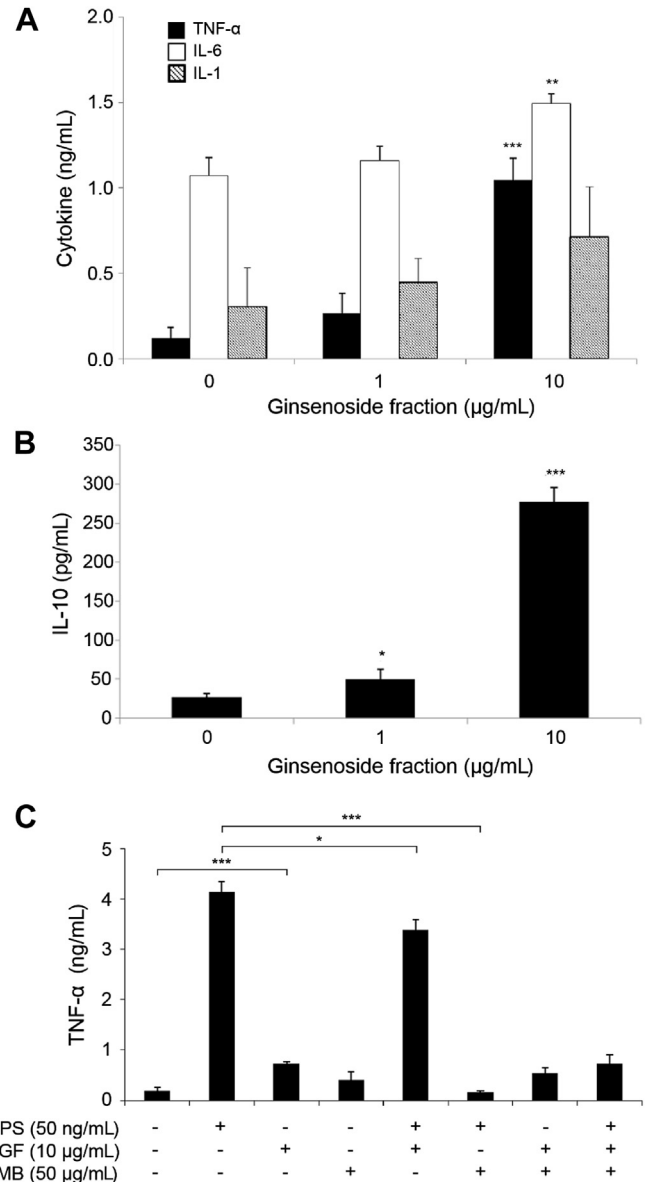 A
TNF-α
IL-6
IL-1
2.0
1.5
1.0
0.5
0.0
Cytokine (ng/mL)
***
**
0 1 10
Ginsenoside fraction (µg/mL)
B
350
300
250
200
150
100
50
0
IL-10 (pg/mL)
*
***
0 1 10
Ginsenoside fraction (µg/mL)
C
***
*
***
5
4
3
2
1
0
TNF-α (ng/mL)
PS (50 ng/mL) - + - - + + - +
GF (10 µg/mL) - - + - + - + +
MB (50 µg/mL) - - - + - + + +